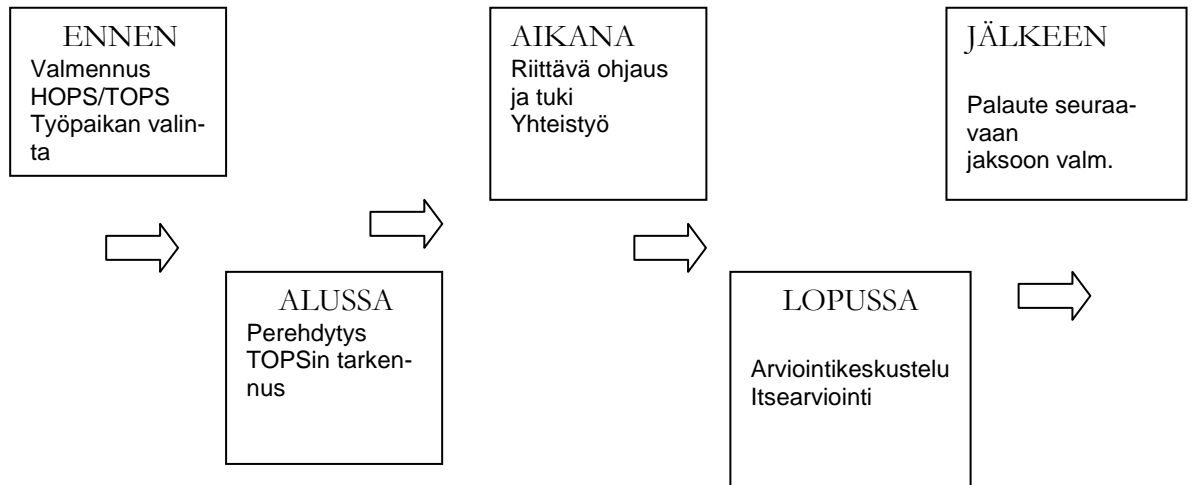 ENNEN
Valmennus
HOPS/TOPS
Työpaikan valin-
ta
ALUSSA
Perehdytys
TOPSin tarken-
nus
AIKANA
Riittävä ohjaus
ja tuki
Yhteistyö
LOPUSSA
Arviointikeskustelu
Itsearviointi
JÄLKEEN
Palaute seuraa-
vaan
jaksoon valm.